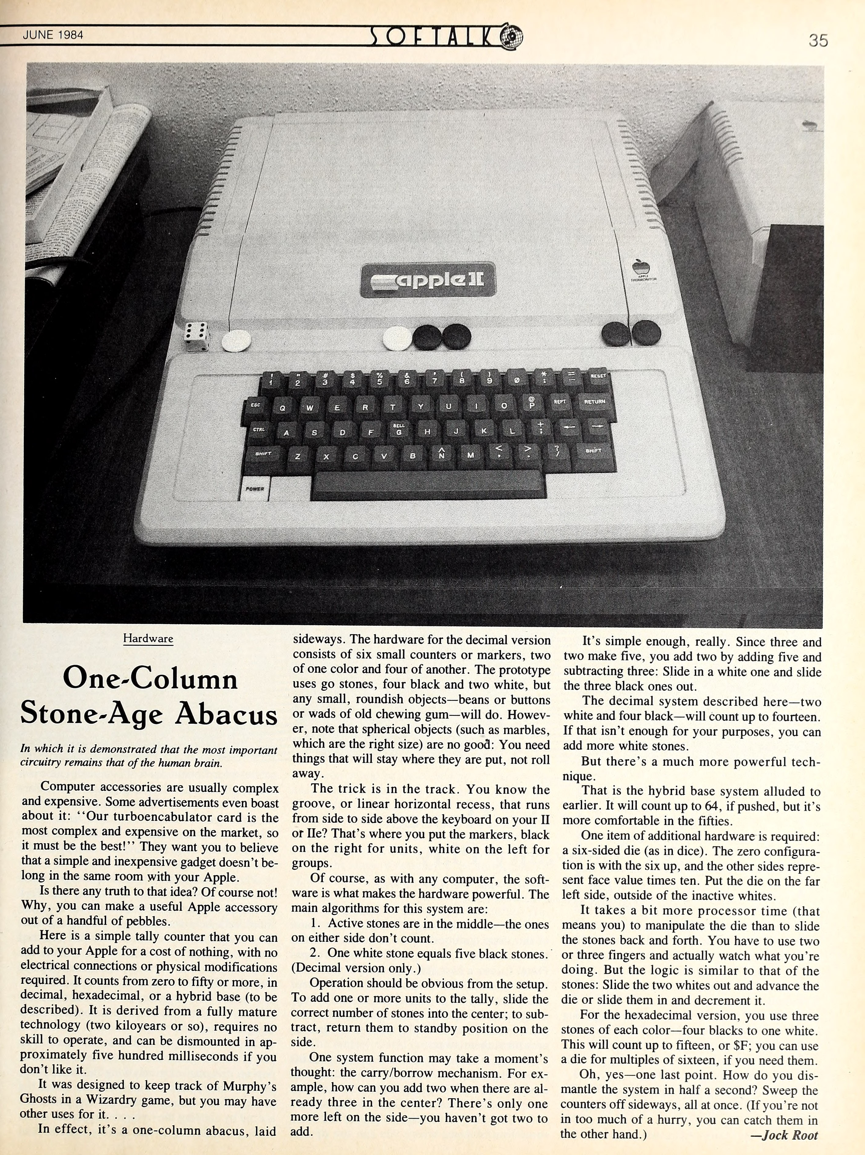 JUNE 1984
SOFTALK
35
apple II
! 1
" 2
# 3
$ 4
% 5
& 6
' 7
( 8
) 9
0
* :
= -
RESET
ESC
Q
W
E
R
T
Y
U
I
O
@ P
REPT
RETURN
CTRL
A
S
D
F
BELL G
H
J
K
L
+ ;
←
→
SHIFT
Z
X
C
V
B
^ N
M
< ,
> .
? /
SHIFT
POWER
Hardware
One-Column
Stone-Age Abacus
In which it is demonstrated that the most important
circuitry remains that of the human brain.
Computer accessories are usually complex
and expensive. Some advertisements even boast
about it: ‘‘Our turboencabulator card is the
most complex and expensive on the market, so
it must be the best!’’ They want you to believe
that a simple and inexpensive gadget doesn't be-
long in the same room with your Apple.
Is there any truth to that idea? Of course not!
Why, you can make a useful Apple accessory
out of a handful of pebbles.
Here is a simple tally counter that you can
add to your Apple for a cost of nothing, with no
electrical connections or physical modifications
required. It counts from zero to fifty or more, in
decimal, hexadecimal, or a hybrid base (to be
described). It is derived from a fully mature
technology (two kiloyears or so), requires no
skill to operate, and can be dismounted in ap-
proximately five hundred milliseconds if you
don't like it.
It was designed to keep track of Murphy's
Ghosts in a Wizardry game, but you may have
other uses for it. . . .
In effect, it's a one-column abacus, laid
sideways. The hardware for the decimal version
consists of six small counters or markers, two
of one color and four of another. The prototype
uses go stones, four black and two white, but
any small, roundish objects—beans or buttons
or wads of old chewing gum—will do. Howev-
er, note that spherical objects (such as marbles,
which are the right size) are no good: You need
things that will stay where they are put, not roll
away.
The trick is in the track. You know the
groove, or linear horizontal recess, that runs
from side to side above the keyboard on your II
or IIe? That's where you put the markers, black
on the right for units, white on the left for
groups.
Of course, as with any computer, the soft-
ware is what makes the hardware powerful. The
main algorithms for this system are:
1. Active stones are in the middle—the ones
on either side don't count.
2. One white stone equals five black stones.
(Decimal version only.)
Operation should be obvious from the setup.
To add one or more units to the tally, slide the
correct number of stones into the center; to sub-
tract, return them to standby position on the
side.
One system function may take a moment's
thought: the carry/borrow mechanism. For ex-
ample, how can you add two when there are al-
ready three in the center? There's only one
more left on the side—you haven't got two to
add.
It's simple enough, really. Since three and
two make five, you add two by adding five and
subtracting three: Slide in a white one and slide
the three black ones out.
The decimal system described here—two
white and four black—will count up to fourteen.
If that isn't enough for your purposes, you can
add more white stones.
But there's a much more powerful tech-
nique.
That is the hybrid base system alluded to
earlier. It will count up to 64, if pushed, but it's
more comfortable in the fifties.
One item of additional hardware is required:
a six-sided die (as in dice). The zero configura-
tion is with the six up, and the other sides repre-
sent face value times ten. Put the die on the far
left side, outside of the inactive whites.
It takes a bit more processor time (that
means you) to manipulate the die than to slide
the stones back and forth. You have to use two
or three fingers and actually watch what you're
doing. But the logic is similar to that of the
stones: Slide the two whites out and advance the
die or slide them in and decrement it.
For the hexadecimal version, you use three
stones of each color—four blacks to one white.
This will count up to fifteen, or $F; you can use
a die for multiples of sixteen, if you need them.
Oh, yes—one last point. How do you dis-
mantle the system in half a second? Sweep the
counters off sideways, all at once. (If you're not
in too much of a hurry, you can catch them in
the other hand.) —Jock Root